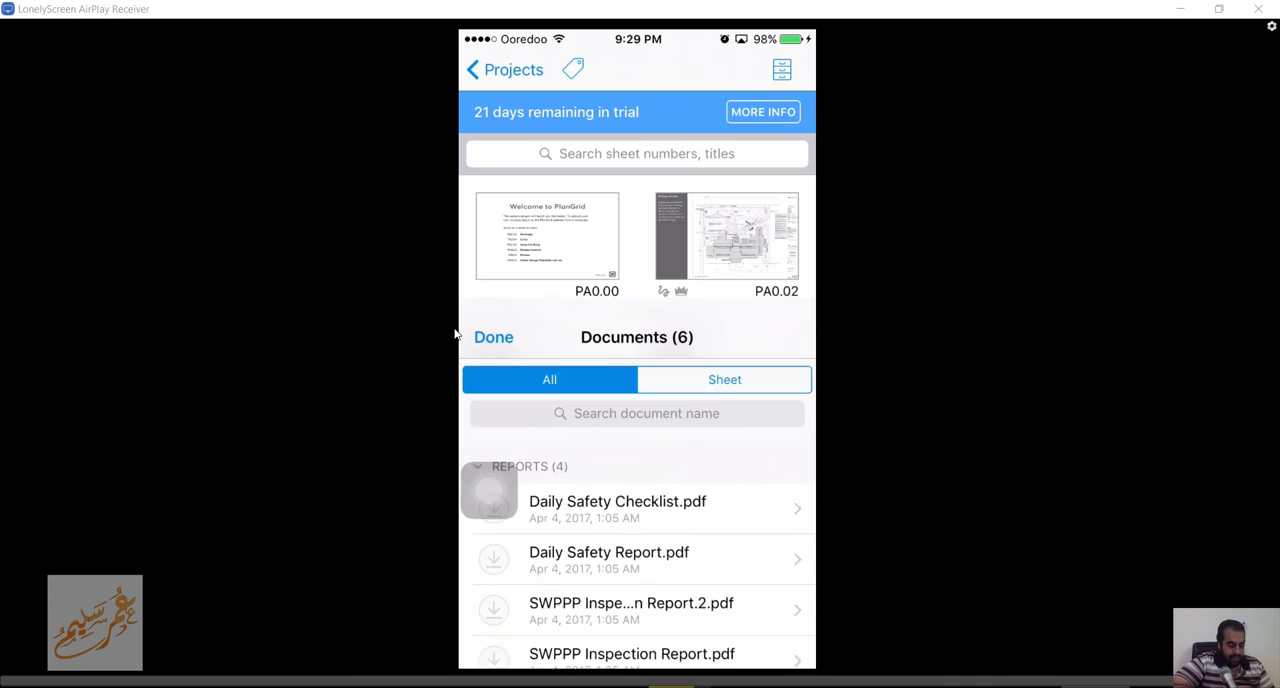 LonelyScreen AirPlay Receiver
Ooredoo 9:29 PM 98%
Projects
21 days remaining in trial MORE INFO
Search sheet numbers, titles
Welcome to PlanGrid
PA0.00 PA0.02
Done Documents (6)
All Sheet
Search document name
REPORTS (4)
Daily Safety Checklist.pdf
Apr 4, 2017, 1:05 AM
Daily Safety Report.pdf
Apr 4, 2017, 1:05 AM
SWPPP Inspe...n Report.2.pdf
Apr 4, 2017, 1:05 AM
SWPPP Inspection Report.pdf
عمر سليم